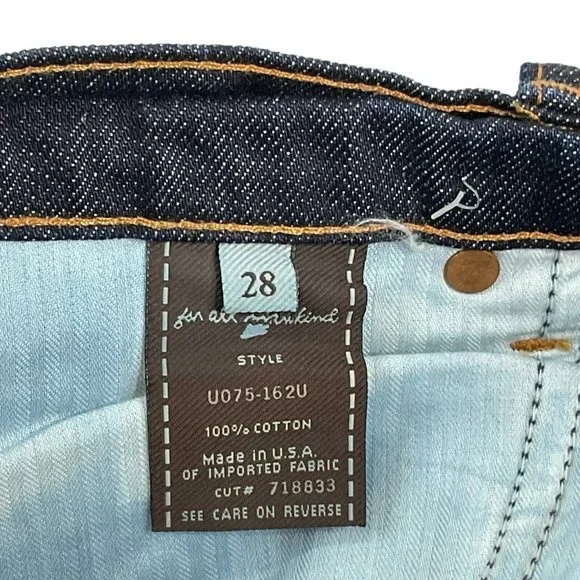 28
for all mankind
STYLE
U075-162U
100% COTTON
Made in U.S.A.
OF IMPORTED FABRIC
CUT# 718833
SEE CARE ON REVERSE